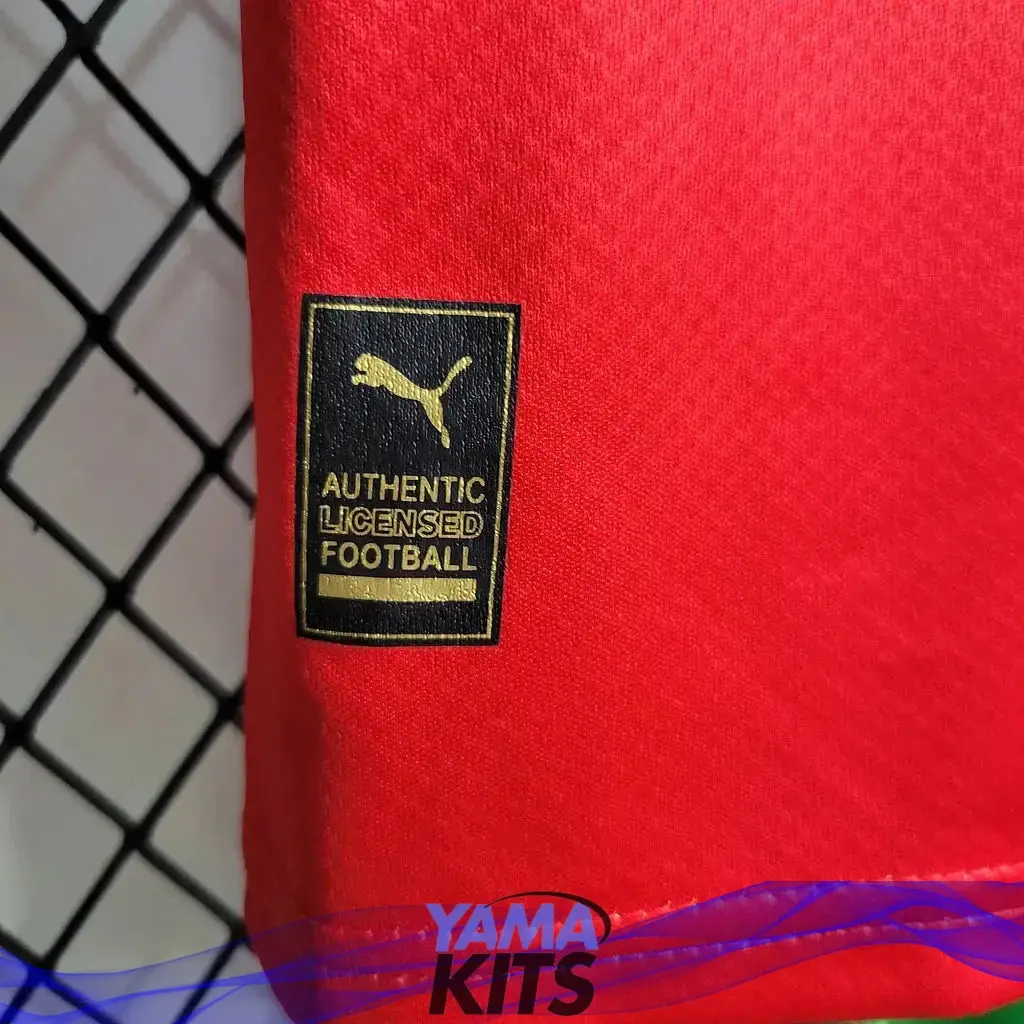 AUTHENTIC
LICENSED
FOOTBALL
YAMA
KITS